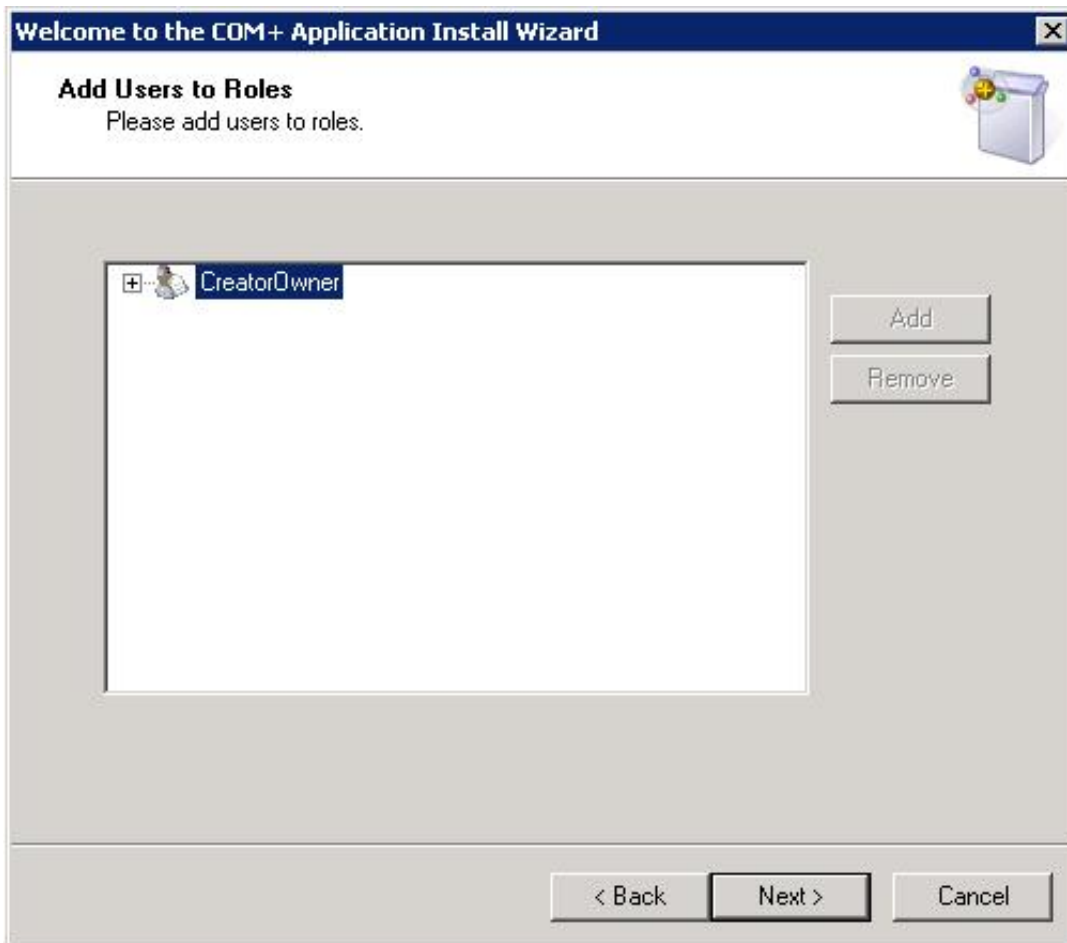 Welcome to the COM+ Application Install Wizard
Add Users to Roles
Please add users to roles.
CreatorOwner
Add
Remove
< Back
Next >
Cancel